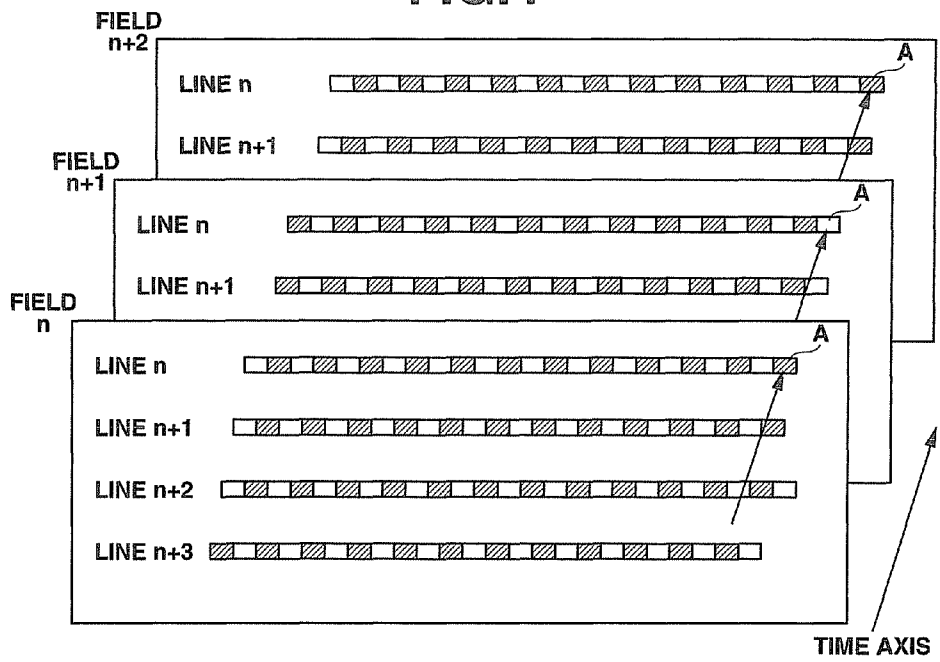 FIELD
n+2
LINE n
A
LINE n+1
FIELD
n+1
LINE n
A
LINE n+1
FIELD
n
LINE n
A
LINE n+1
LINE n+2
LINE n+3
TIME AXIS